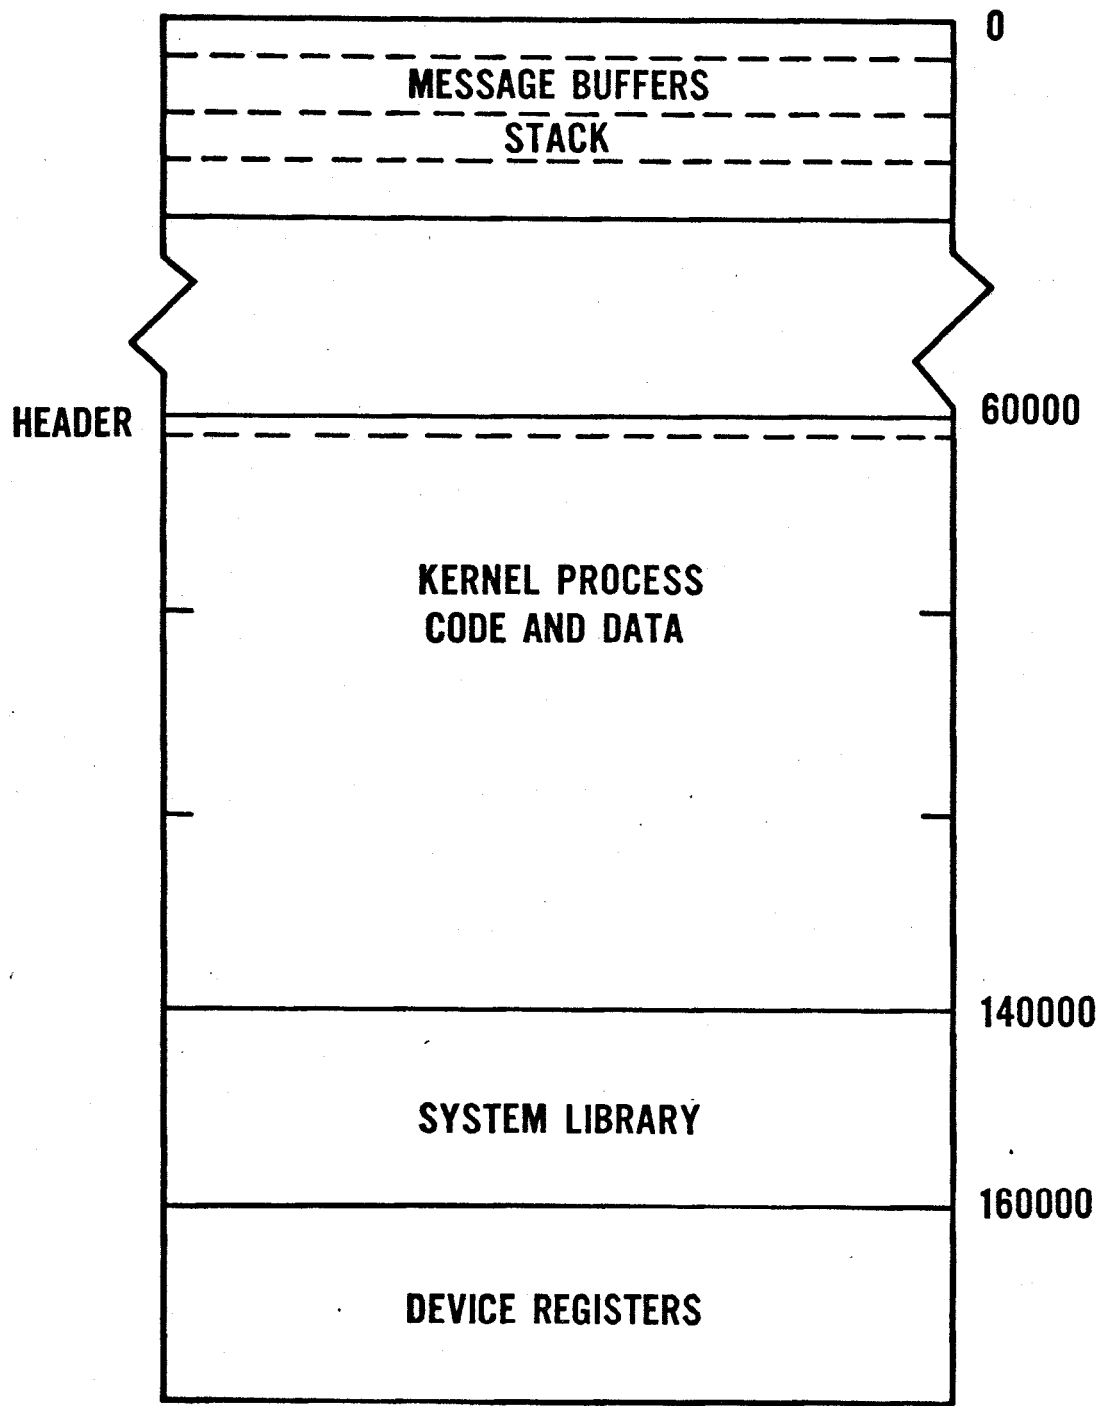 0
MESSAGE BUFFERS
STACK
HEADER
60000
KERNEL PROCESS
CODE AND DATA
140000
SYSTEM LIBRARY
160000
DEVICE REGISTERS